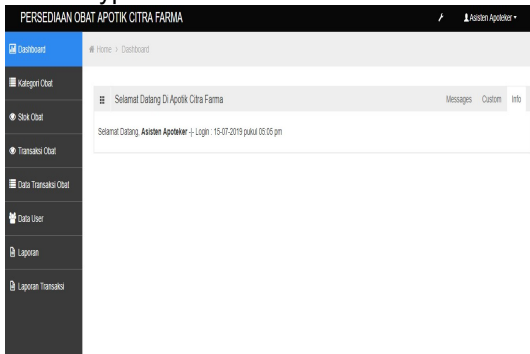 PERSEDIAAN OBAT APOTIK CITRA FARMA
Asisten Apoteker
Dashboard
Home > Dashboard
Kategori Obat
Selamat Datang Di Apotik Citra Farma
Messages Custom Info
Stok Obat
Selamat Datang, Asisten Apoteker -|- Login : 15-07-2019 pukul 05:05 pm
Transaksi Obat
Data Transaksi Obat
Data User
Laporan
Laporan Transaksi